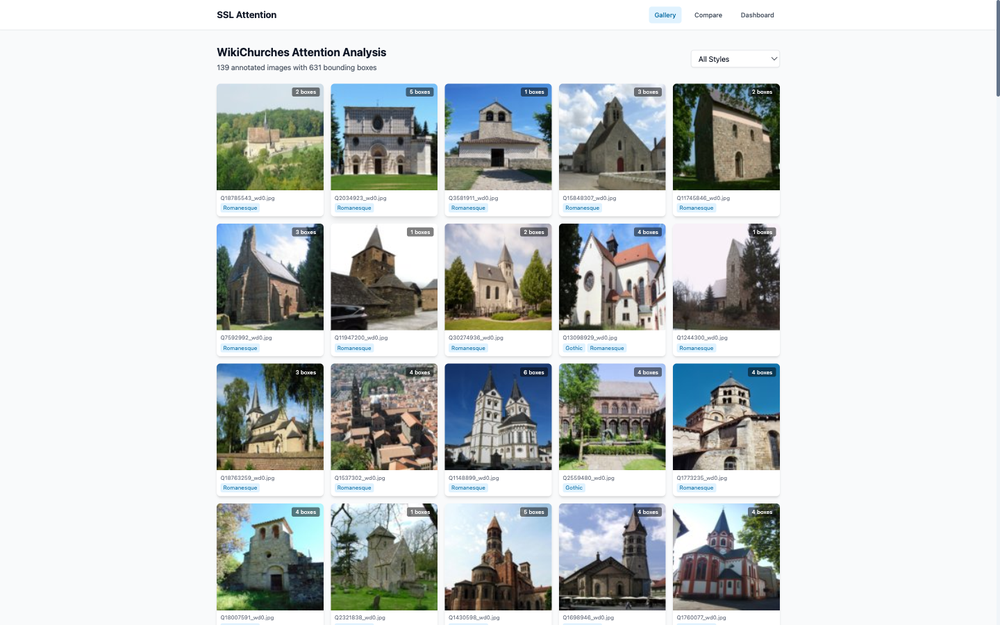 SSL Attention
Gallery
Compare
Dashboard
WikiChurches Attention Analysis
139 annotated images with 631 bounding boxes
All Styles
2 boxes
5 boxes
1 boxes
3 boxes
2 boxes
Q18785543_wd0.jpg
Q2034923_wd0.jpg
Q3581911_wd0.jpg
Q15848307_wd0.jpg
Q11745846_wd0.jpg
Romanesque
Romanesque
Romanesque
Romanesque
Romanesque
3 boxes
1 boxes
2 boxes
4 boxes
1 boxes
Q7592992_wd0.jpg
Q11947200_wd0.jpg
Q30274936_wd0.jpg
Q13098929_wd0.jpg
Q1244300_wd0.jpg
Romanesque
Romanesque
Romanesque
Gothic Romanesque
Romanesque
3 boxes
4 boxes
6 boxes
4 boxes
4 boxes
Q18763259_wd0.jpg
Q1537302_wd0.jpg
Q1148899_wd0.jpg
Q2559480_wd0.jpg
Q1773235_wd0.jpg
Romanesque
Romanesque
Romanesque
Gothic
Romanesque
4 boxes
1 boxes
5 boxes
4 boxes
4 boxes
Q18007591_wd0.jpg
Q2321838_wd0.jpg
Q1430598_wd0.jpg
Q1698946_wd0.jpg
Q1760077_wd0.jpg